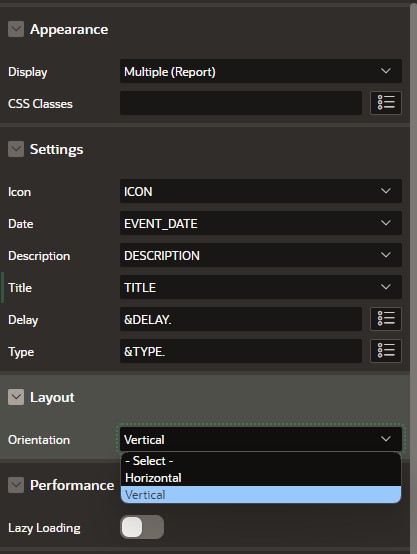 Appearance
Display Multiple (Report)
CSS Classes
Settings
Icon ICON
Date EVENT_DATE
Description DESCRIPTION
Title TITLE
Delay &DELAY.
Type &TYPE.
Layout
Orientation Vertical
- Select -
Horizontal
Vertical
Performance
Lazy Loading